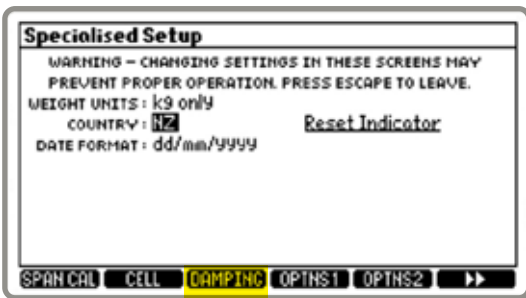 Specialised Setup
WARNING – CHANGING SETTINGS IN THESE SCREENS MAY
PREVENT PROPER OPERATION. PRESS ESCAPE TO LEAVE.
WEIGHT UNITS : kg only
COUNTRY : NZ Reset Indicator
DATE FORMAT : dd/mm/yyyy
SPAN CAL CELL DAMPING OPTNS1 OPTNS2